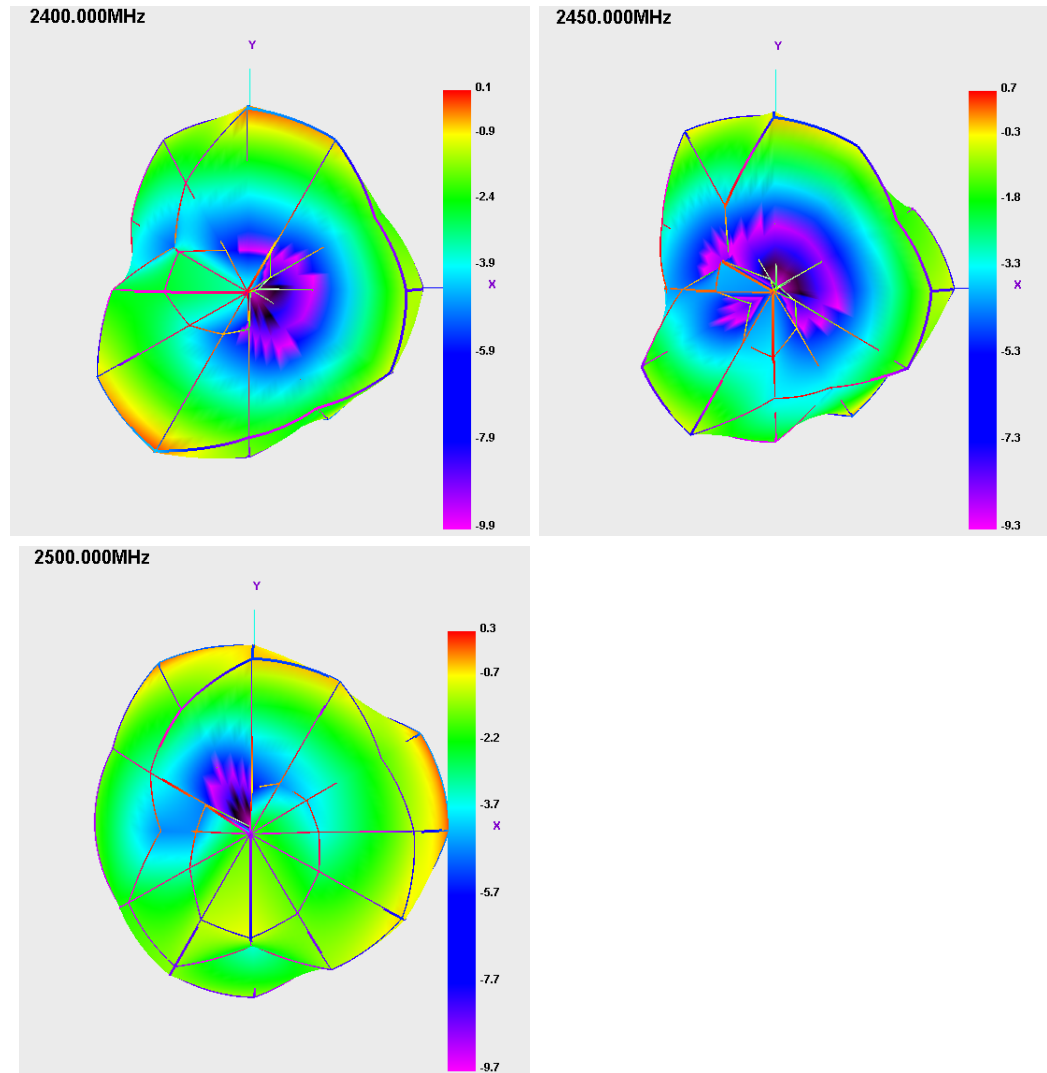 2400.000MHz
Y
0.1
-0.9
-2.4
-3.9
X
-5.9
-7.9
-9.9
2450.000MHz
Y
0.7
-0.3
-1.8
-3.3
X
-5.3
-7.3
-9.3
2500.000MHz
Y
0.3
-0.7
-2.2
-3.7
X
-5.7
-7.7
-9.7